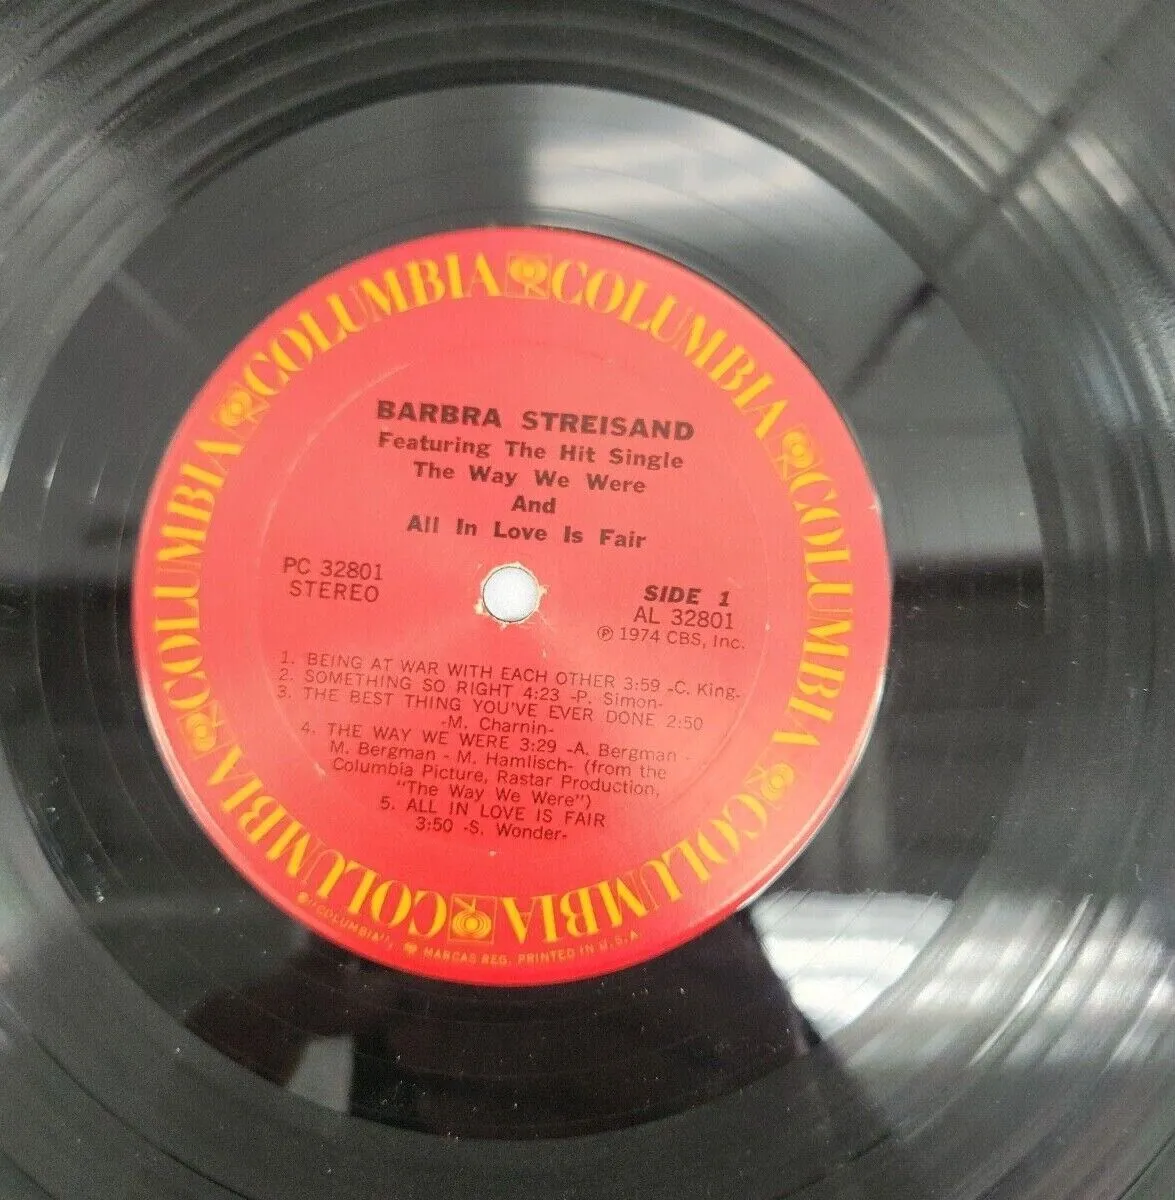 COLUMBIA COLUMBIA COLUMBIA COLUMBIA COLUMBIA COLUMBIA COLUMBIA COLUMBIA
BARBRA STREISAND
Featuring The Hit Single
The Way We Were
And
All In Love Is Fair
PC 32801
STEREO
SIDE 1
AL 32801
Ⓟ 1974 CBS, Inc.
1. BEING AT WAR WITH EACH OTHER 3:59 -C. King-
2. SOMETHING SO RIGHT 4:23 -P. Simon-
3. THE BEST THING YOU'VE EVER DONE 2:50
-M. Charnin-
4. THE WAY WE WERE 3:29 -A. Bergman -
M. Bergman - M. Hamlisch- (from the
Columbia Picture, Rastar Production,
"The Way We Were")
5. ALL IN LOVE IS FAIR
3:50 -S. Wonder-
"COLUMBIA", MARCAS REG. PRINTED IN U.S.A.